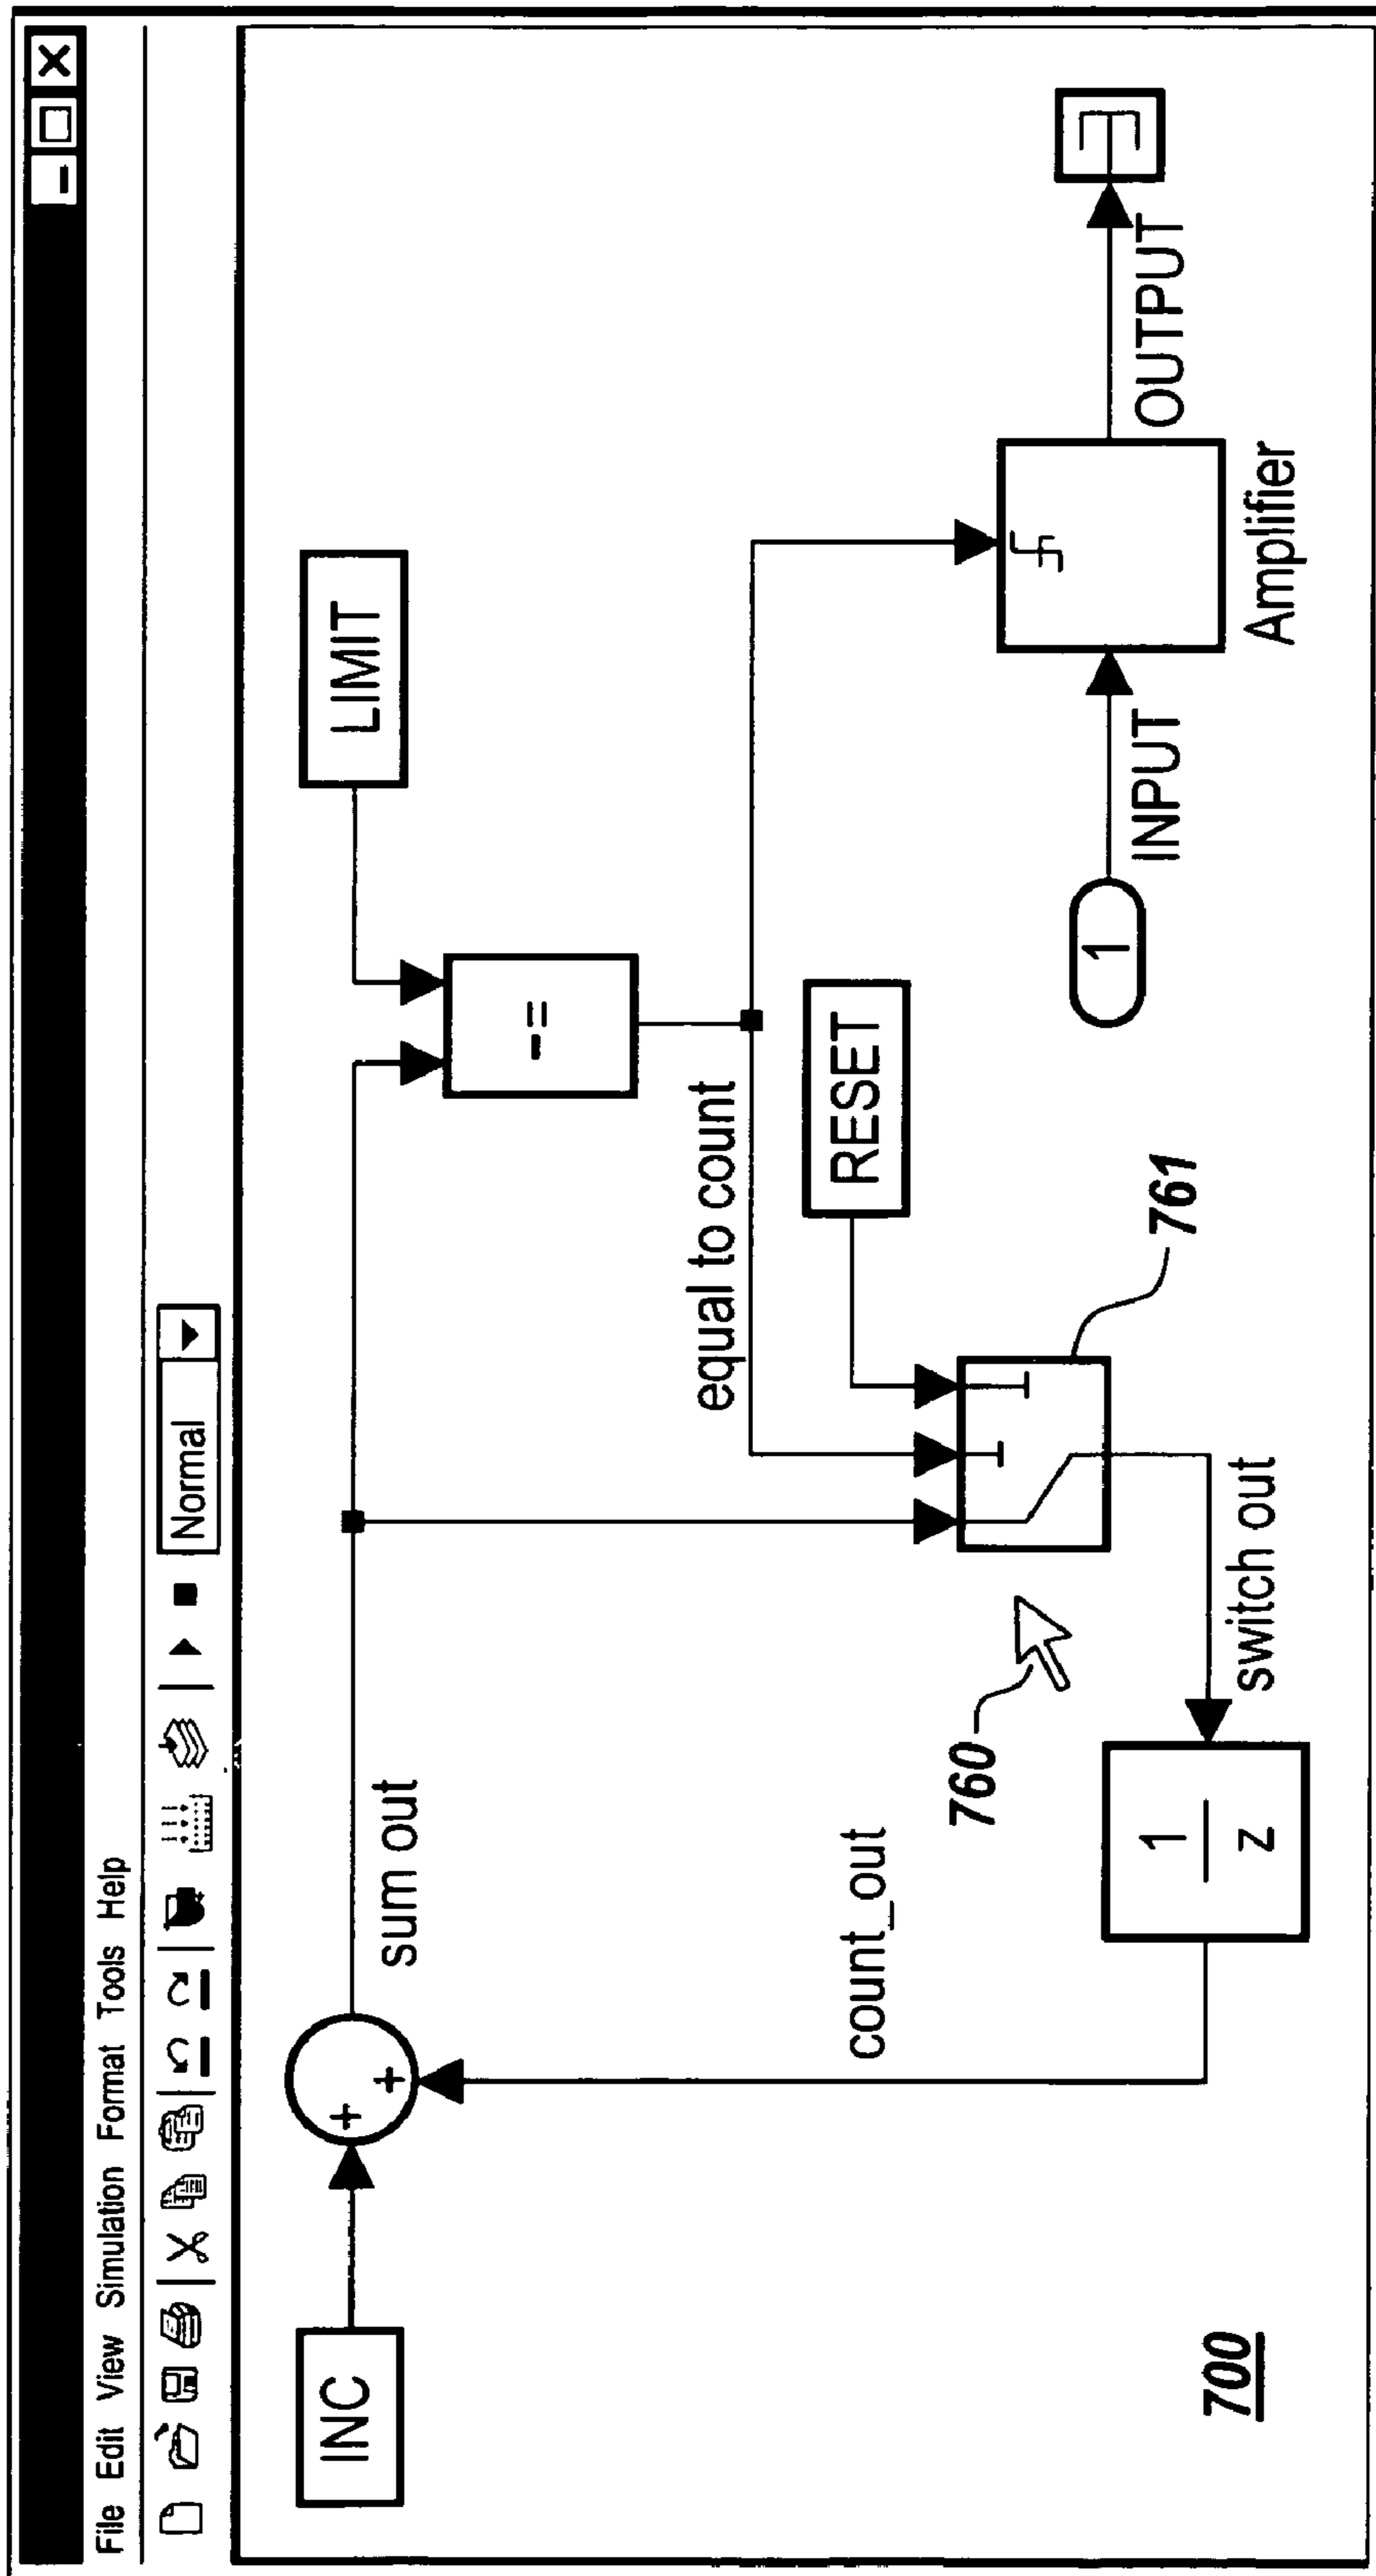 File Edit View Simulation Format Tools Help
Normal
INC
+
+
sum out
LIMIT
-=
equal to count
RESET
761
760
count_out
1
z
switch out
1
INPUT
Amplifier
OUTPUT
700